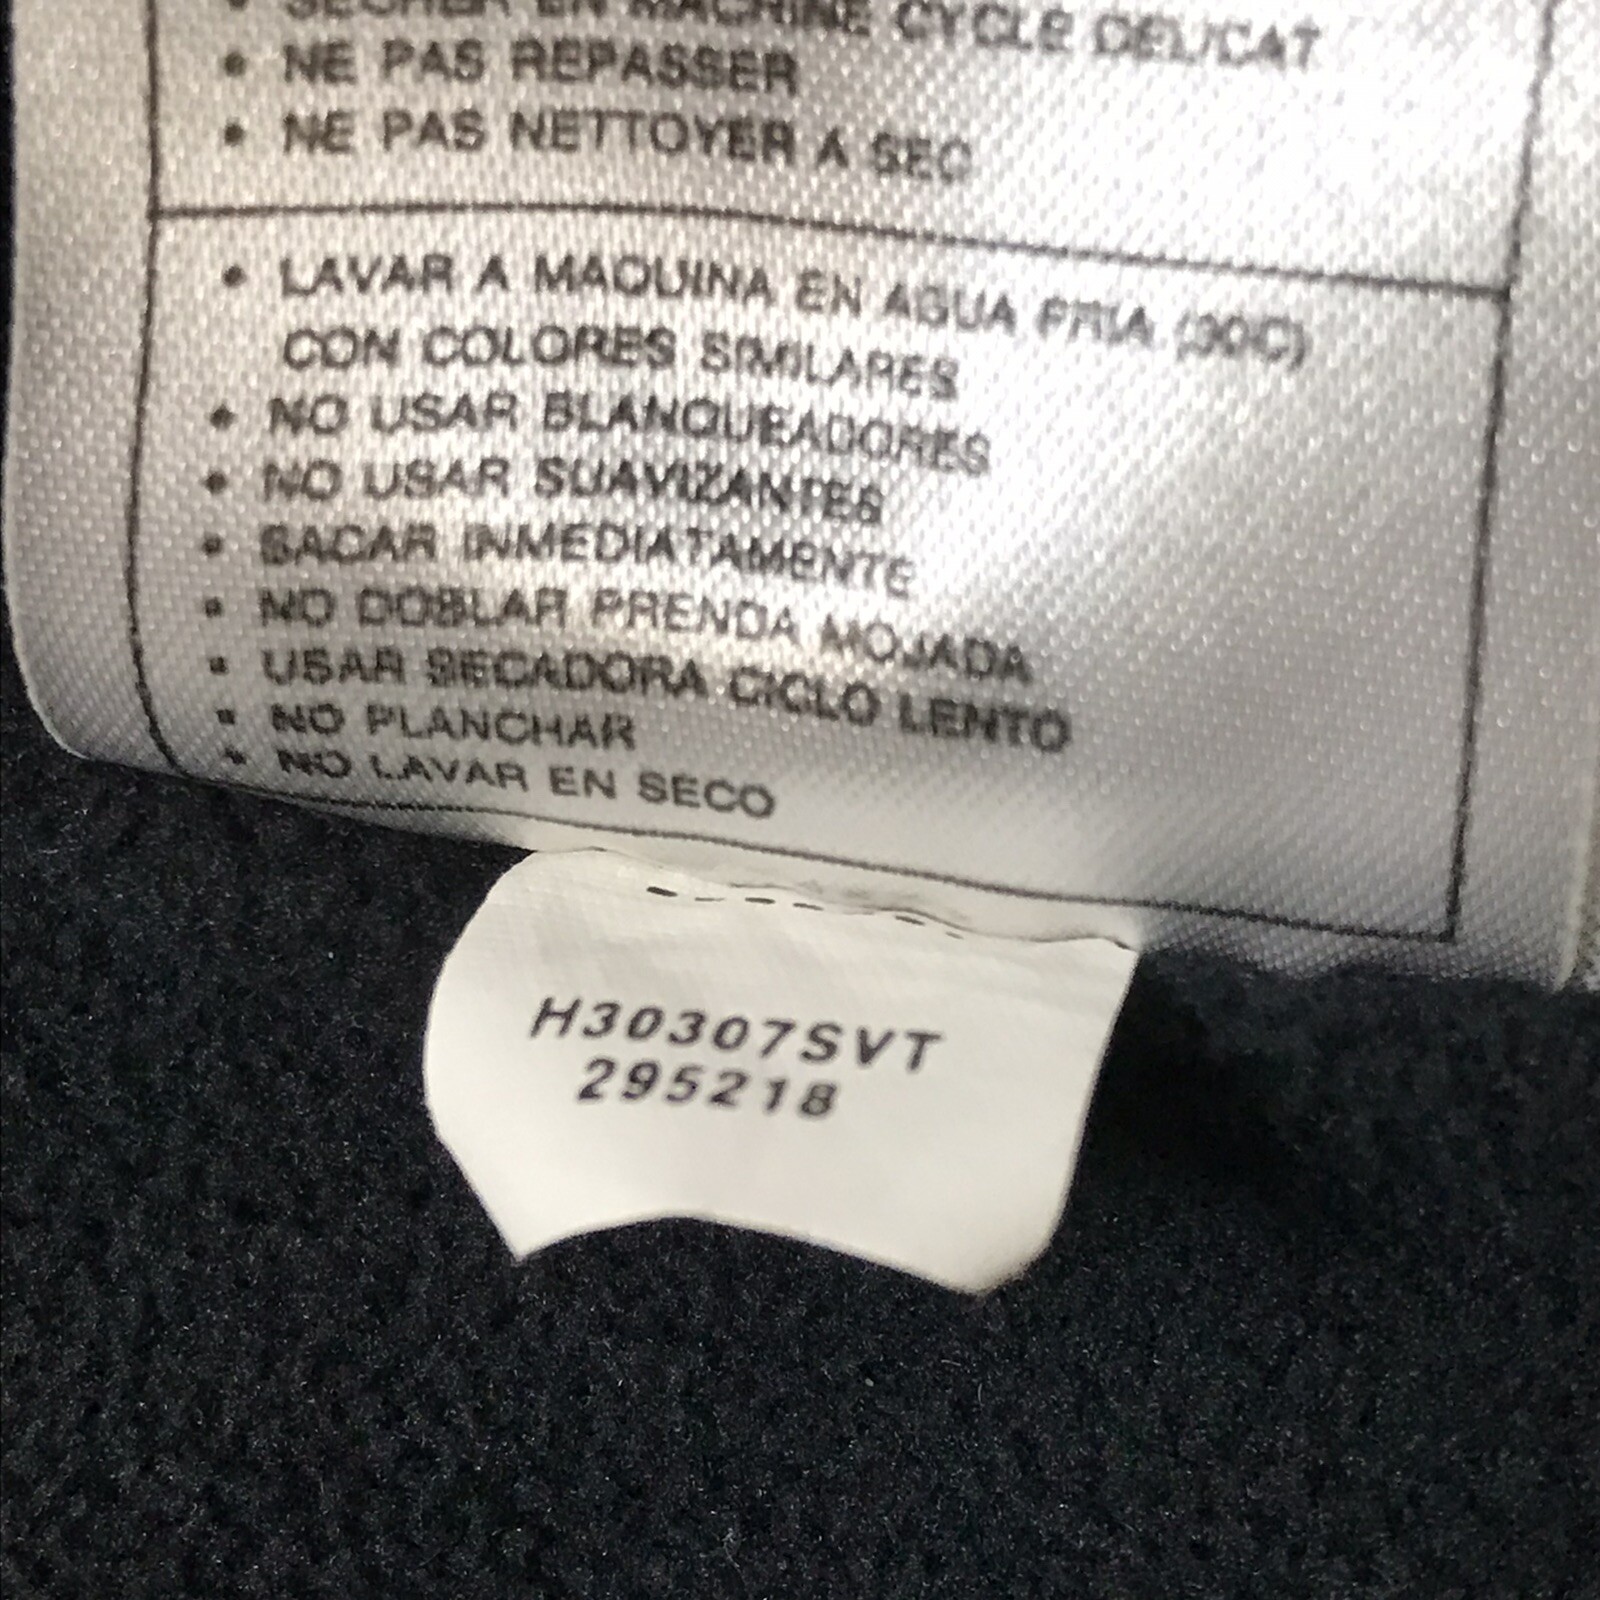 SECHER EN MACHINE CYCLE DELICAT
• NE PAS REPASSER
• NE PAS NETTOYER A SEC
• LAVAR A MAQUINA EN AGUA FRIA (30C)
CON COLORES SIMILARES
• NO USAR BLANQUEADORES
• NO USAR SUAVIZANTES
• SACAR INMEDIATAMENTE
• NO DOBLAR PRENDA MOJADA
• USAR SECADORA CICLO LENTO
• NO PLANCHAR
• NO LAVAR EN SECO
H30307SVT
295218